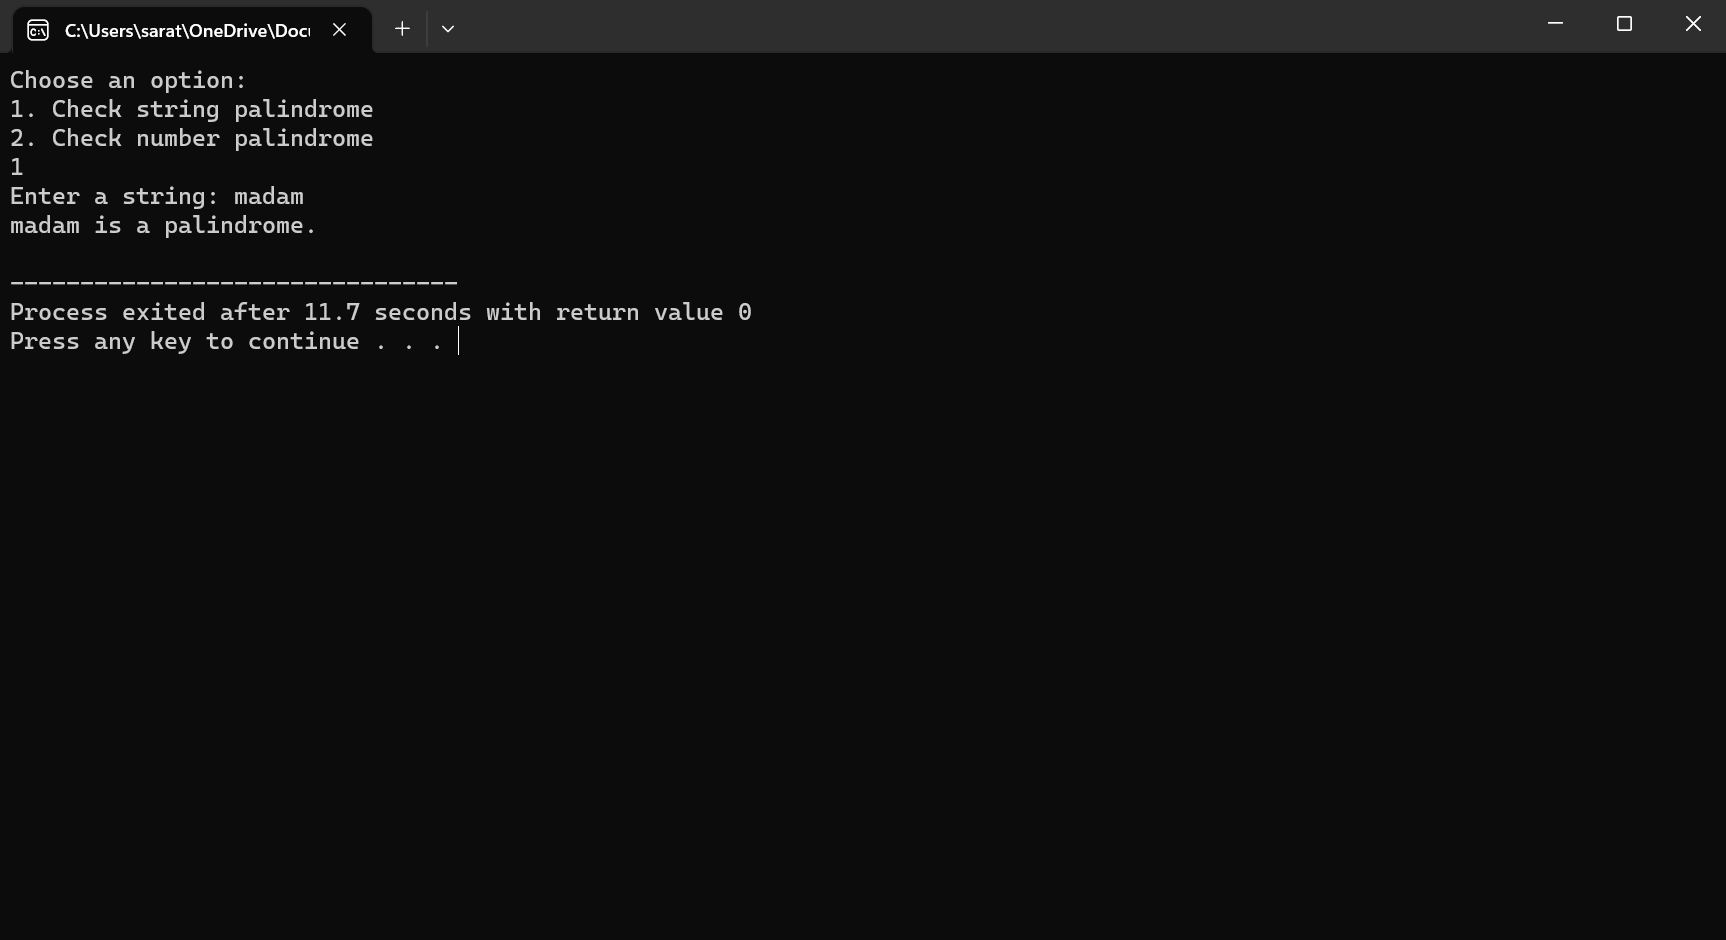 C:\Users\sarat\OneDrive\Docu
Choose an option:
1. Check string palindrome
2. Check number palindrome
1
Enter a string: madam
madam is a palindrome.
--------------------------------
Process exited after 11.7 seconds with return value 0
Press any key to continue . . .